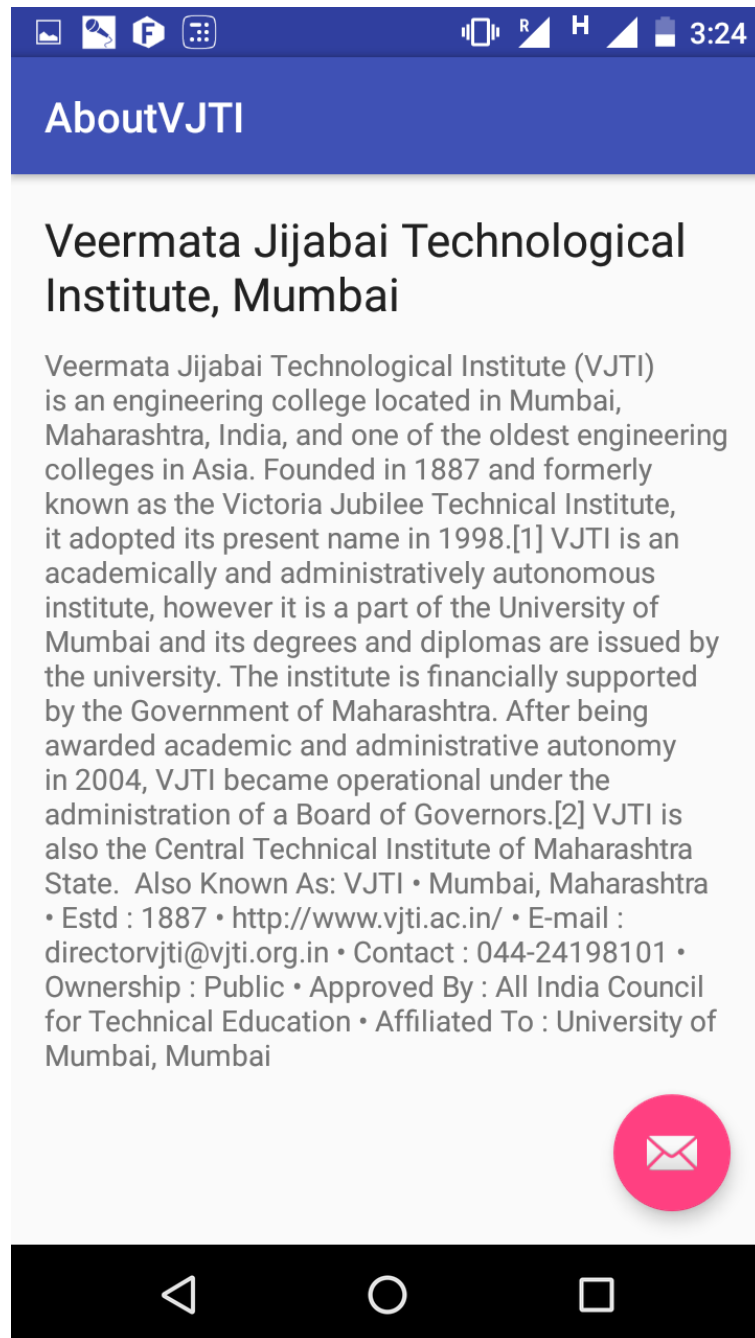 R H 3:24
AboutVJTI
Veermata Jijabai Technological
Institute, Mumbai
Veermata Jijabai Technological Institute (VJTI)
is an engineering college located in Mumbai,
Maharashtra, India, and one of the oldest engineering
colleges in Asia. Founded in 1887 and formerly
known as the Victoria Jubilee Technical Institute,
it adopted its present name in 1998.[1] VJTI is an
academically and administratively autonomous
institute, however it is a part of the University of
Mumbai and its degrees and diplomas are issued by
the university. The institute is financially supported
by the Government of Maharashtra. After being
awarded academic and administrative autonomy
in 2004, VJTI became operational under the
administration of a Board of Governors.[2] VJTI is
also the Central Technical Institute of Maharashtra
State.  Also Known As: VJTI • Mumbai, Maharashtra
• Estd : 1887 • http://www.vjti.ac.in/ • E-mail :
directorvjti@vjti.org.in • Contact : 044-24198101 •
Ownership : Public • Approved By : All India Council
for Technical Education • Affiliated To : University of
Mumbai, Mumbai